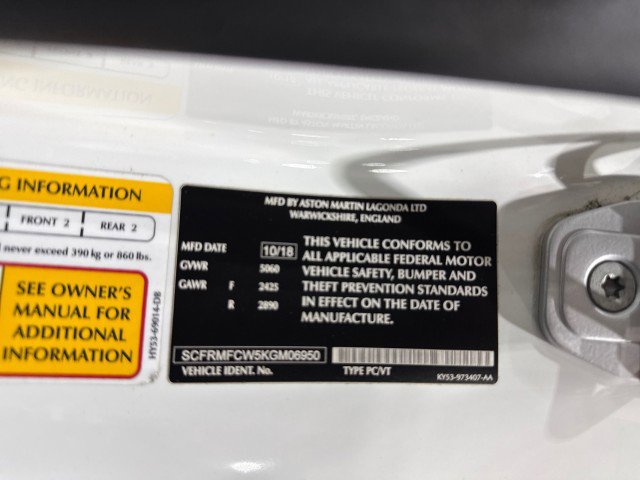 G INFORMATION
FRONT 2 REAR 2
never exceed 390 kg or 860 lbs.
SEE OWNER'S
MANUAL FOR
ADDITIONAL
INFORMATION
HY53-69014-DB
MFD BY ASTON MARTIN LAGONDA LTD
WARWICKSHIRE, ENGLAND
MFD DATE 10/18
GVWR 5060
GAWR F 2425
R 2890
THIS VEHICLE CONFORMS TO
ALL APPLICABLE FEDERAL MOTOR
VEHICLE SAFETY, BUMPER AND
THEFT PREVENTION STANDARDS
IN EFFECT ON THE DATE OF
MANUFACTURE.
SCFRMFCW5KGM06950
VEHICLE IDENT. No. TYPE PC/VT
KY53-973407-AA